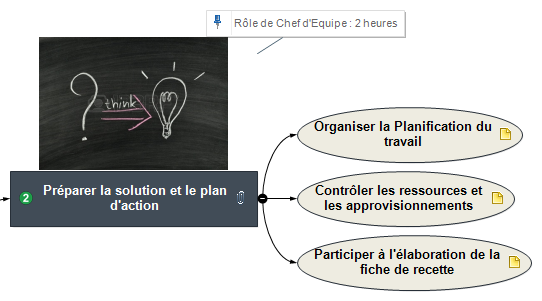 Rôle de Chef d'Equipe : 2 heures
?
think
Organiser la Planification du
travail
2
Préparer la solution et le plan
d'action
Contrôler les ressources et
les approvisionnements
Participer à l'élaboration de la
fiche de recette